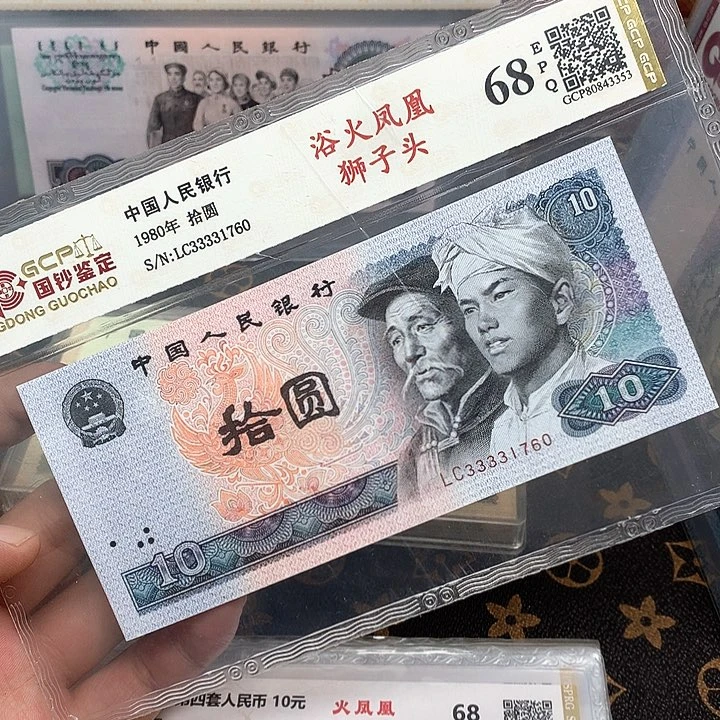 中国人民银行
GCP
国钞鉴定
GDONG GUOCHAO
中国人民银行
1980年 拾圆
S/N:LC33331760
浴火凤凰
狮子头
68
EPQ
GCP80843353
GCP GCP
中国人民银行
拾圆
10
10
10
LC33331760
第四套人民币 10元
火凤凰
68